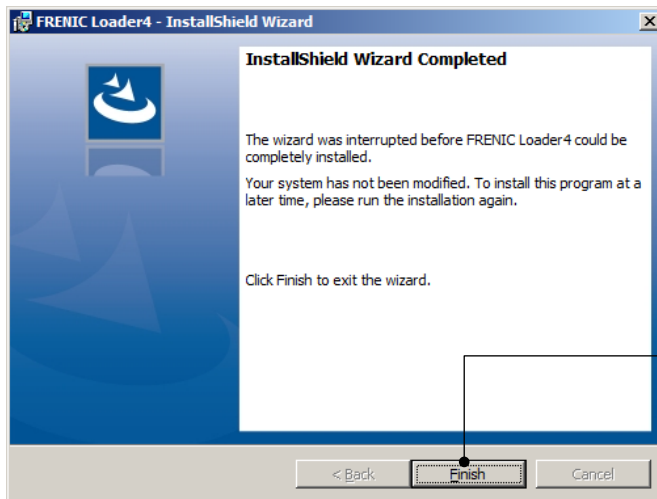 FRENIC Loader4 - InstallShield Wizard
InstallShield Wizard Completed
The wizard was interrupted before FRENIC Loader4 could be
completely installed.
Your system has not been modified. To install this program at a
later time, please run the installation again.
Click Finish to exit the wizard.
< Back
Finish
Cancel